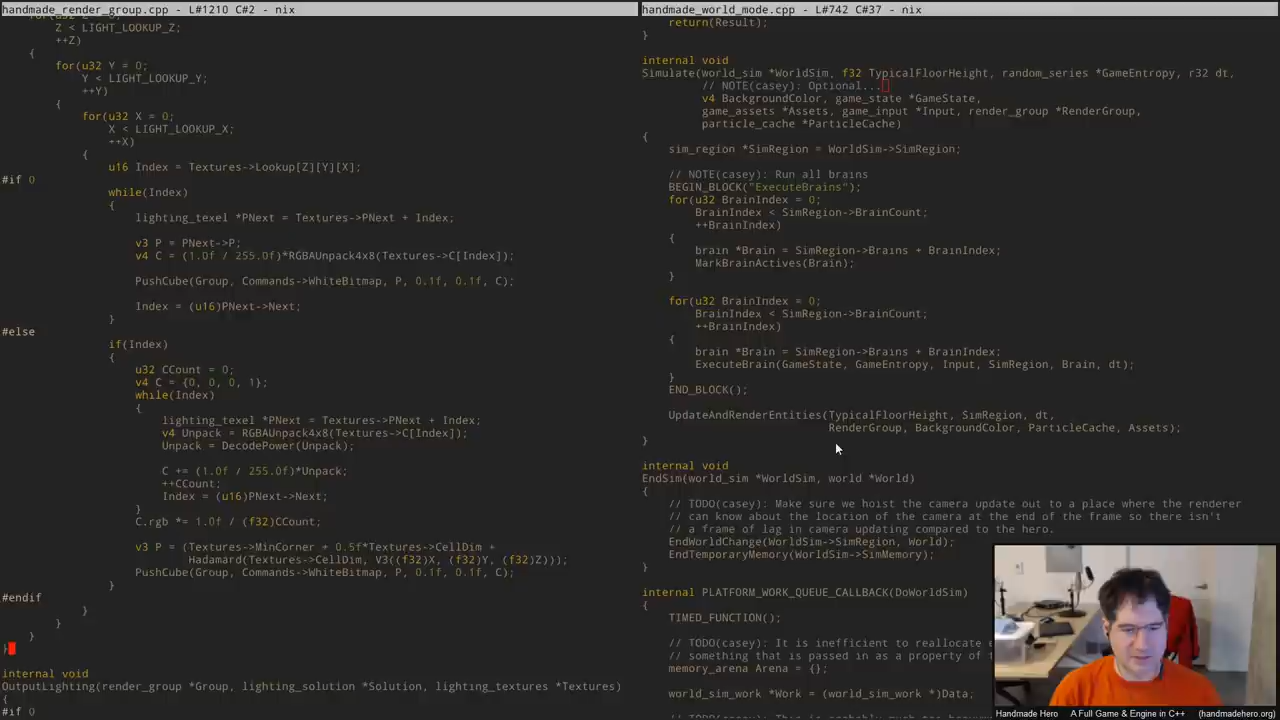 handmade_render_group.cpp - L#1210 C#2 - nix
Z < LIGHT_LOOKUP_Z;
++Z)
{
for(u32 Y = 0;
Y < LIGHT_LOOKUP_Y;
++Y)
{
for(u32 X = 0;
X < LIGHT_LOOKUP_X;
++X)
{
u16 Index = Textures->Lookup[Z][Y][X];
#if 0
while(Index)
{
lighting_texel *PNext = Textures->PNext + Index;
v3 P = PNext->P;
v4 C = (1.0f / 255.0f)*RGBAUnpack4x8(Textures->C[Index]);
PushCube(Group, Commands->WhiteBitmap, P, 0.1f, 0.1f, C);
Index = (u16)PNext->Next;
}
#else
if(Index)
{
u32 CCount = 0;
v4 C = {0, 0, 0, 1};
while(Index)
{
lighting_texel *PNext = Textures->PNext + Index;
v4 Unpack = RGBAUnpack4x8(Textures->C[Index]);
Unpack = DecodePower(Unpack);
C += (1.0f / 255.0f)*Unpack;
++CCount;
Index = (u16)PNext->Next;
}
C.rgb *= 1.0f / (f32)CCount;
v3 P = (Textures->MinCorner + 0.5f*Textures->CellDim +
Hadamard(Textures->CellDim, V3((f32)X, (f32)Y, (f32)Z)));
PushCube(Group, Commands->WhiteBitmap, P, 0.1f, 0.1f, C);
}
#endif
}
}
}
}
internal void
OutputLighting(render_group *Group, lighting_solution *Solution, lighting_textures *Textures)
{
#if 0
handmade_world_mode.cpp - L#742 C#37 - nix
return(Result);
}
internal void
Simulate(world_sim *WorldSim, f32 TypicalFloorHeight, random_series *GameEntropy, r32 dt,
// NOTE(casey): Optional...
v4 BackgroundColor, game_state *GameState,
game_assets *Assets, game_input *Input, render_group *RenderGroup,
particle_cache *ParticleCache)
{
sim_region *SimRegion = WorldSim->SimRegion;
// NOTE(casey): Run all brains
BEGIN_BLOCK("ExecuteBrains");
for(u32 BrainIndex = 0;
BrainIndex < SimRegion->BrainCount;
++BrainIndex)
{
brain *Brain = SimRegion->Brains + BrainIndex;
MarkBrainActives(Brain);
}
for(u32 BrainIndex = 0;
BrainIndex < SimRegion->BrainCount;
++BrainIndex)
{
brain *Brain = SimRegion->Brains + BrainIndex;
ExecuteBrain(GameState, GameEntropy, Input, SimRegion, Brain, dt);
}
END_BLOCK();
UpdateAndRenderEntities(TypicalFloorHeight, SimRegion, dt,
RenderGroup, BackgroundColor, ParticleCache, Assets);
}
internal void
EndSim(world_sim *WorldSim, world *World)
{
// TODO(casey): Make sure we hoist the camera update out to a place where the renderer
// can know about the location of the camera at the end of the frame so there isn't
// a frame of lag in camera updating compared to the hero.
EndWorldChange(WorldSim->SimRegion, World);
EndTemporaryMemory(WorldSim->SimMemory);
}
internal PLATFORM_WORK_QUEUE_CALLBACK(DoWorldSim)
{
TIMED_FUNCTION();
// TODO(casey): It is inefficient to reallocate
// something that is passed in as a property of t
memory_arena Arena = {};
world_sim_work *Work = (world_sim_work *)Data;
Handmade Hero A Full Game & Engine in C++ (handmadehero.org)